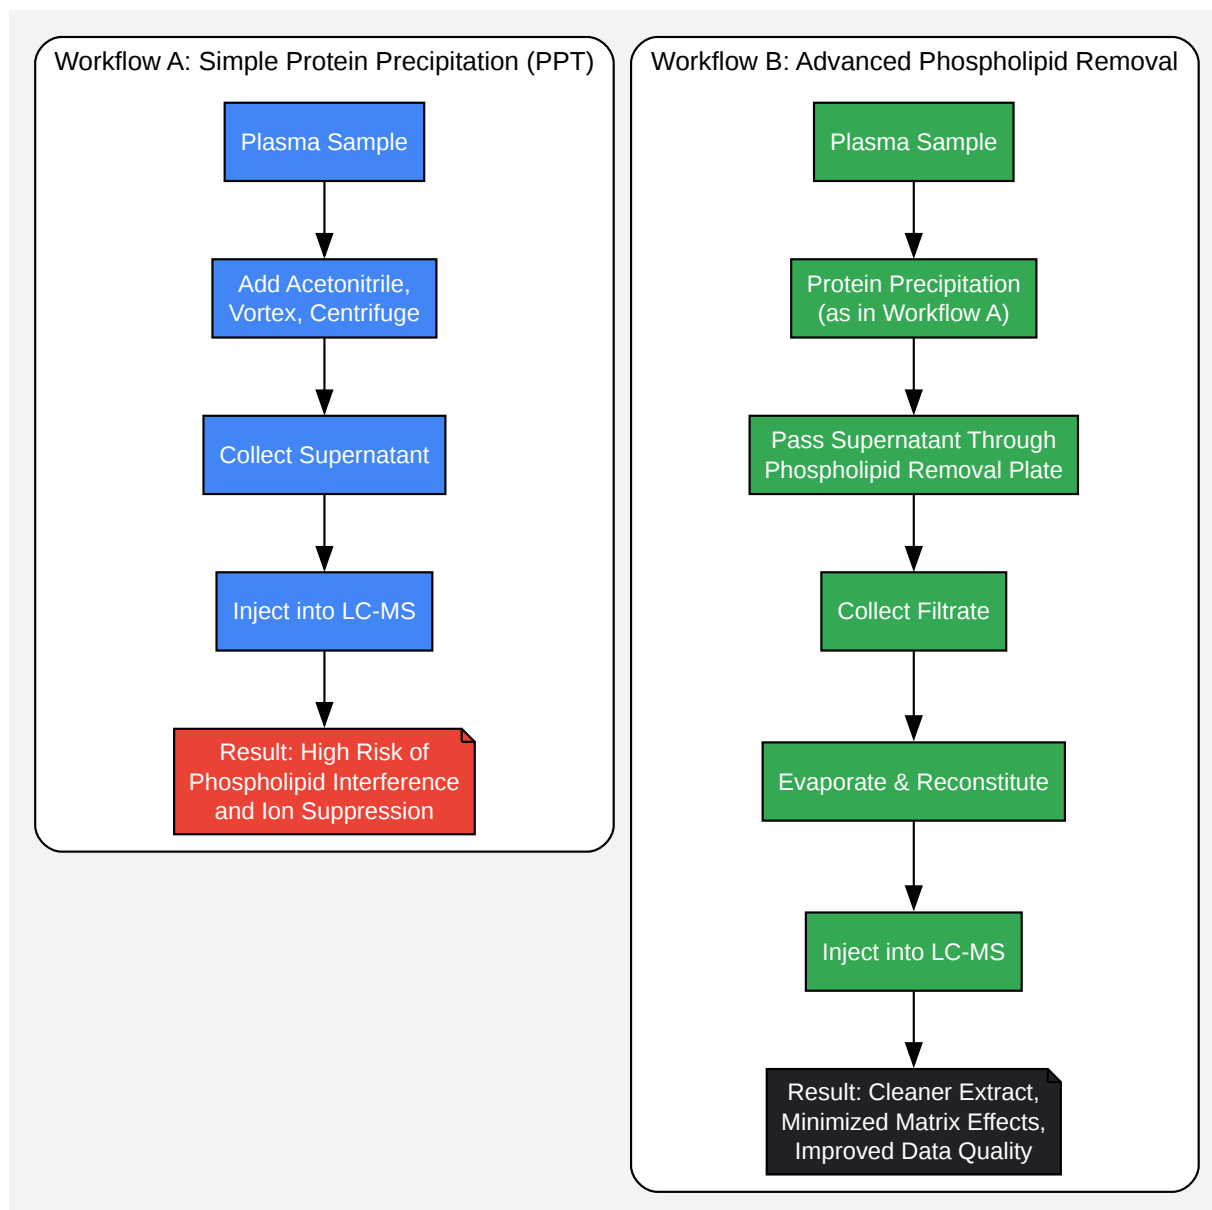 Workflow A: Simple Protein Precipitation (PPT)
Plasma Sample
Add Acetonitrile,
Vortex, Centrifuge
Collect Supernatant
Inject into LC-MS
Result: High Risk of
Phospholipid Interference
and Ion Suppression
Workflow B: Advanced Phospholipid Removal
Plasma Sample
Protein Precipitation
(as in Workflow A)
Pass Supernatant Through
Phospholipid Removal Plate
Collect Filtrate
Evaporate & Reconstitute
Inject into LC-MS
Result: Cleaner Extract,
Minimized Matrix Effects,
Improved Data Quality